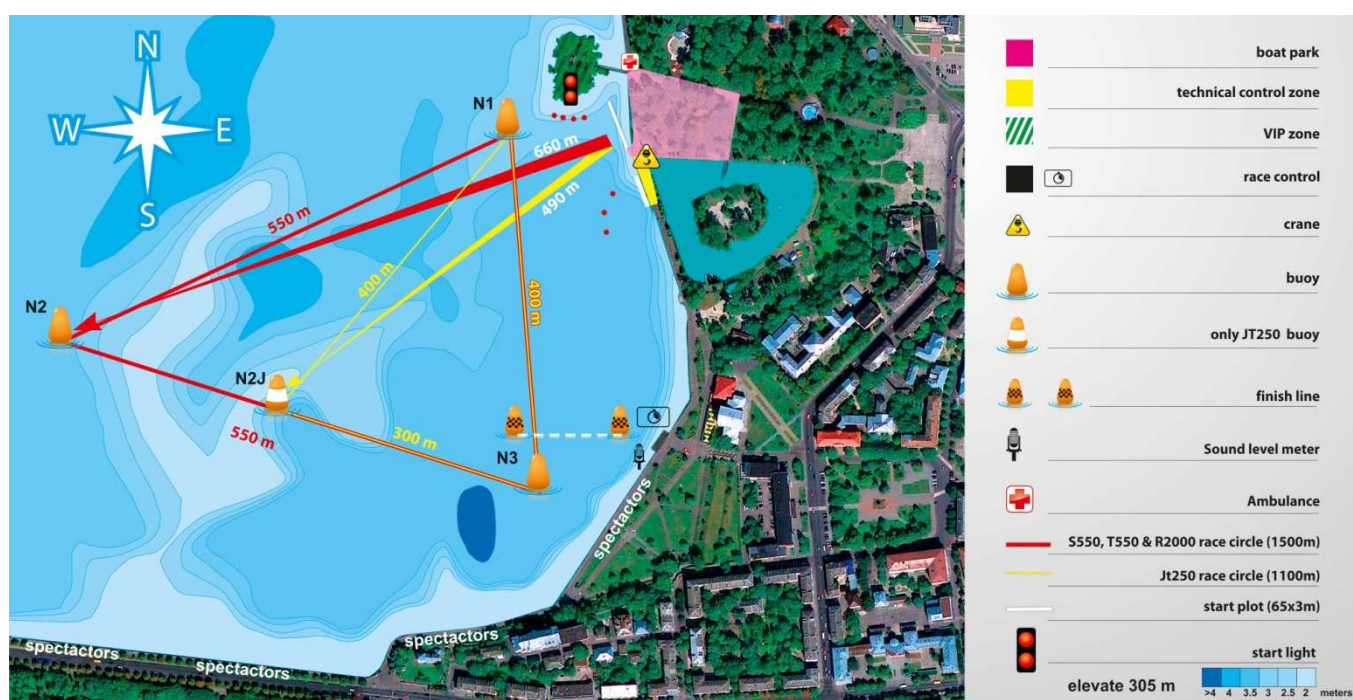 N
W
E
S
N1
660 m
490 m
550 m
400 m
400 m
N2
N2J
550 m
300 m
N3
spectactors
spectactors
spectactors
spectactors
boat park
technical control zone
VIP zone
race control
crane
buoy
only JT250 buoy
finish line
Sound level meter
Ambulance
S550, T550 & R2000 race circle (1500m)
Jt250 race circle (1100m)
start plot (65x3m)
start light
elevate 305 m
>4 4 3.5 3 2.5 2 meters